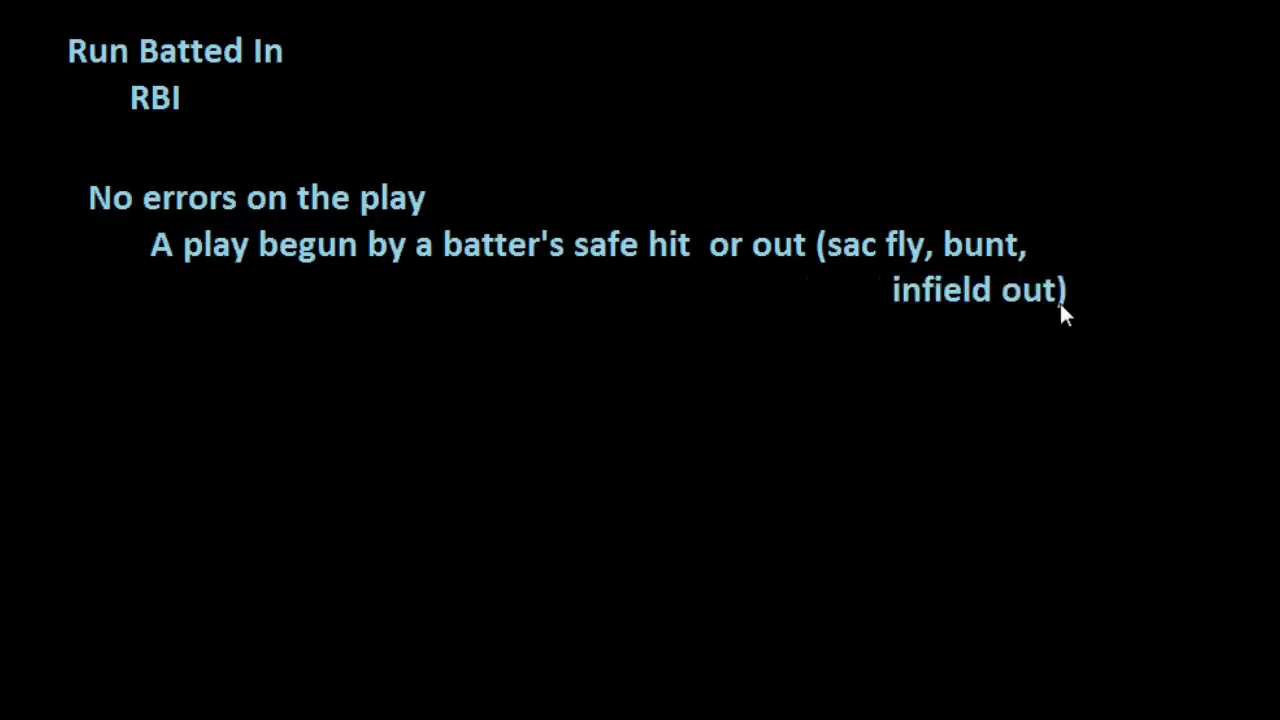 Run Batted In
RBI
No errors on the play
A play begun by a batter's safe hit  or out (sac fly, bunt,
infield out)